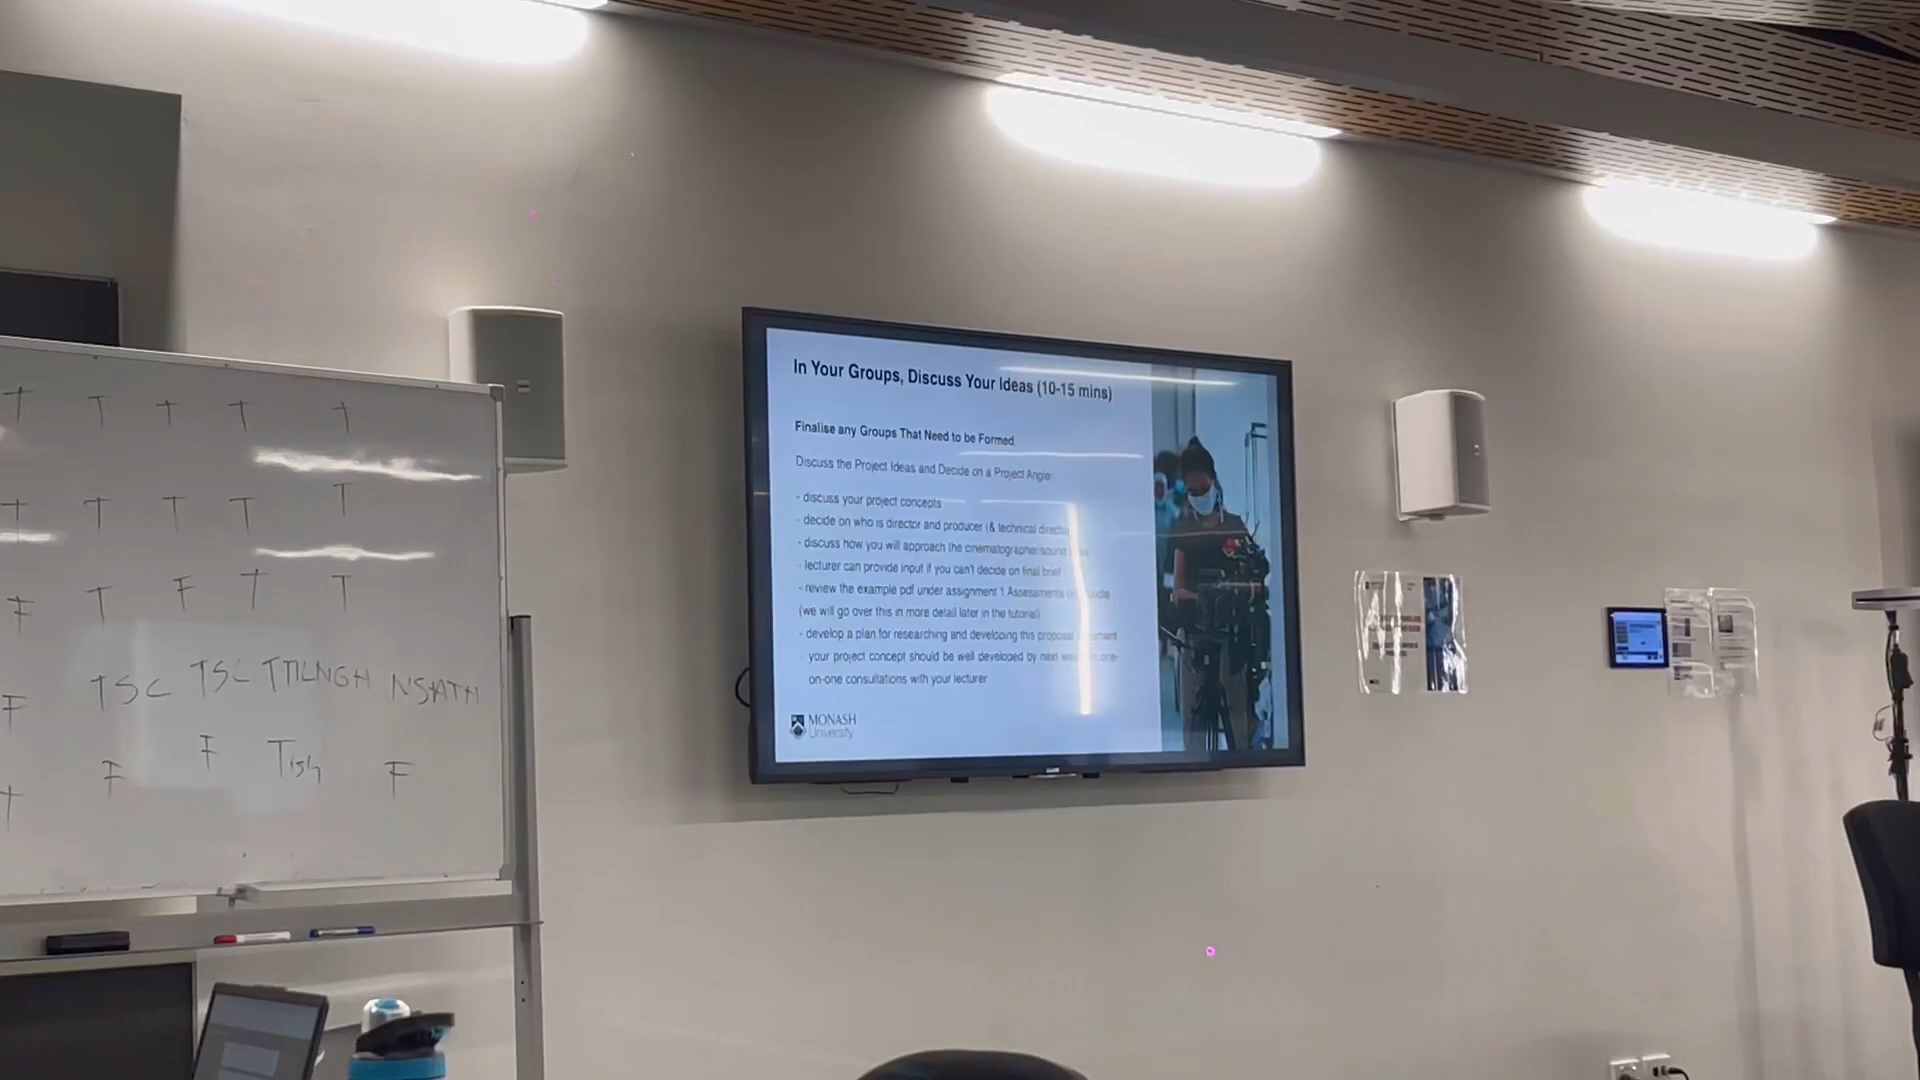 T T T T T
T T T T T
F T F T T
F TSC TSC
T F F Tish F
In Your Groups, Discuss Your Ideas (10-15 mins)
Finalise any Groups That Need to be Formed.
Discuss the Project Ideas and Decide on a Project Angle:
- discuss your project concepts
- decide on who is director and producer (& technical
- discuss how you will approach the cinematographer/sound
- lecturer can provide input if you can't decide on final brief
- review the example pdf under assignment 1 Assessments
(we will go over this in more detail later in the tutorial)
- develop a plan for researching and developing this proposal
your project concept should be well developed by next one-
on-one consultations with your lecturer
MONASH
University